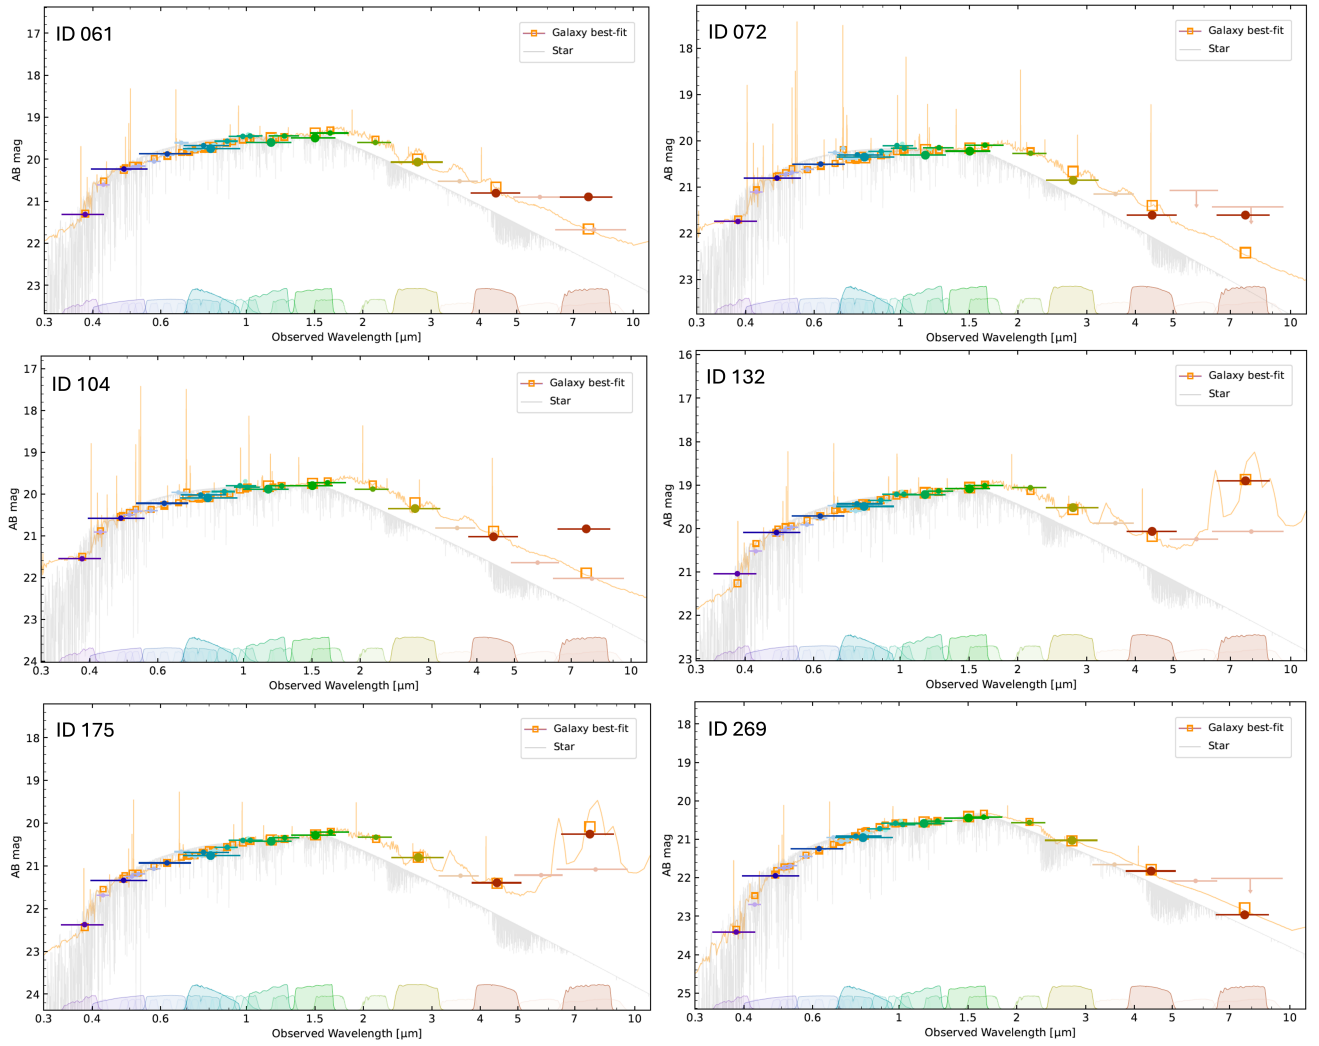 ID 061
Galaxy best-fit
Star
17
18
19
20
21
22
23
AB mag
0.3 0.4 0.6 1 1.5 2 3 4 5 7 10
Observed Wavelength [μm]
ID 072
Galaxy best-fit
Star
18
19
20
21
22
23
AB mag
0.3 0.4 0.6 1 1.5 2 3 4 5 7 10
Observed Wavelength [μm]
ID 104
Galaxy best-fit
Star
17
18
19
20
21
22
23
24
AB mag
0.3 0.4 0.6 1 1.5 2 3 4 5 7 10
Observed Wavelength [μm]
ID 132
Galaxy best-fit
Star
16
17
18
19
20
21
22
23
AB mag
0.3 0.4 0.6 1 1.5 2 3 4 5 7 10
Observed Wavelength [μm]
ID 175
Galaxy best-fit
Star
18
19
20
21
22
23
24
AB mag
0.3 0.4 0.6 1 1.5 2 3 4 5 7 10
Observed Wavelength [μm]
ID 269
Galaxy best-fit
Star
18
19
20
21
22
23
24
25
AB mag
0.3 0.4 0.6 1 1.5 2 3 4 5 7 10
Observed Wavelength [μm]